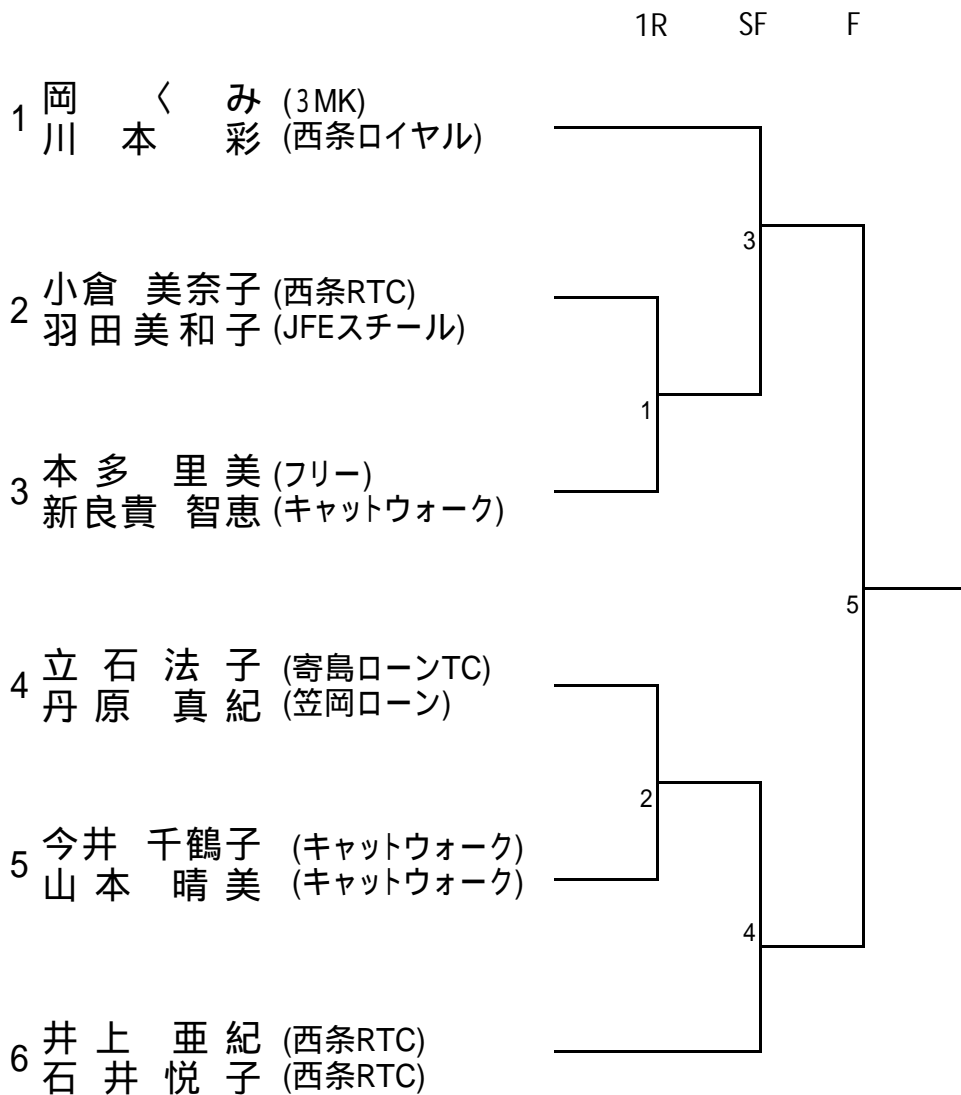 1R SF F
1 岡 く み (3MK)
川 本 彩 (西条ロイヤル)
3
2 小倉 美奈子 (西条RTC)
羽田美和子 (JFEスチール)
1
3 本多 里美 (フリー)
新良貴 智恵 (キャットウォーク)
5
4 立石法子 (寄島ローンTC)
丹原 真紀 (笠岡ローン)
2
5 今井 千鶴子 (キャットウォーク)
山本 晴美 (キャットウォーク)
4
6 井上 亜紀 (西条RTC)
石井悦子 (西条RTC)